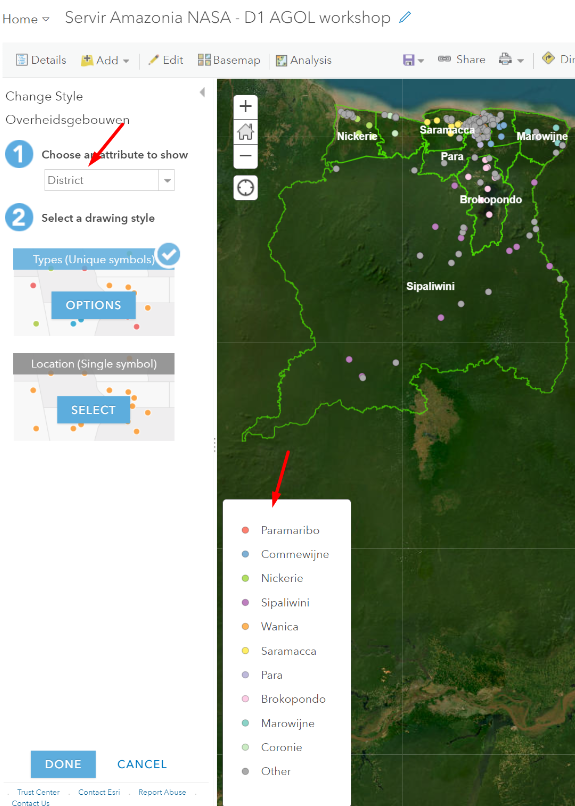 Home Servir Amazonia NASA - D1 AGOL workshop
Details Add Edit Basemap Analysis Share
Change Style
Overheidsgebouwen
1 Choose an attribute to show
District
2 Select a drawing style
Types (Unique symbols)
OPTIONS
Location (Single symbol)
SELECT
DONE CANCEL
Trust Center Contact Esri Report Abuse
Contact Us
+
−
Nickerie Saramacca Marowijne
Para
Brokopondo
Sipaliwini
Paramaribo
Commewijne
Nickerie
Sipaliwini
Wanica
Saramacca
Para
Brokopondo
Marowijne
Coronie
Other